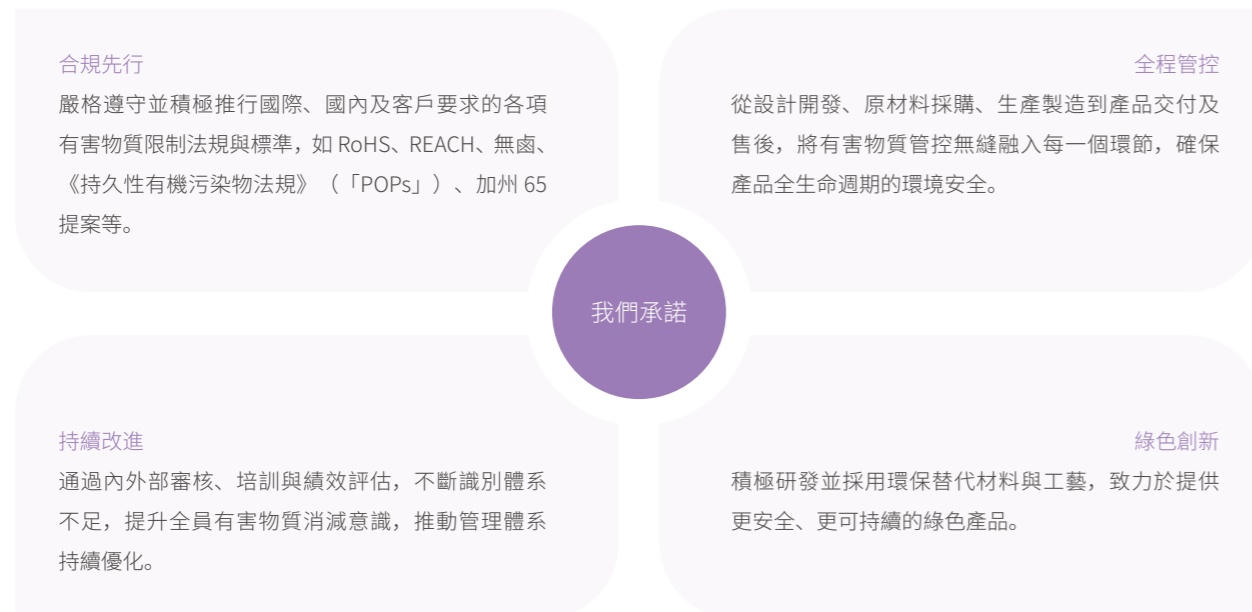 合規先行
嚴格遵守並積極推行國際、國內及客戶要求的各項
有害物質限制法規與標準，如 RoHS、REACH、無鹵、
《持久性有機污染物法規》（「POPs」）、加州 65
提案等。
全程管控
從設計開發、原材料採購、生產製造到產品交付及
售後，將有害物質管控無縫融入每一個環節，確保
產品全生命週期的環境安全。
我們承諾
持續改進
通過內外部審核、培訓與績效評估，不斷識別體系
不足，提升全員有害物質消減意識，推動管理體系
持續優化。
綠色創新
積極研發並採用環保替代材料與工藝，致力於提供
更安全、更可持續的綠色產品。